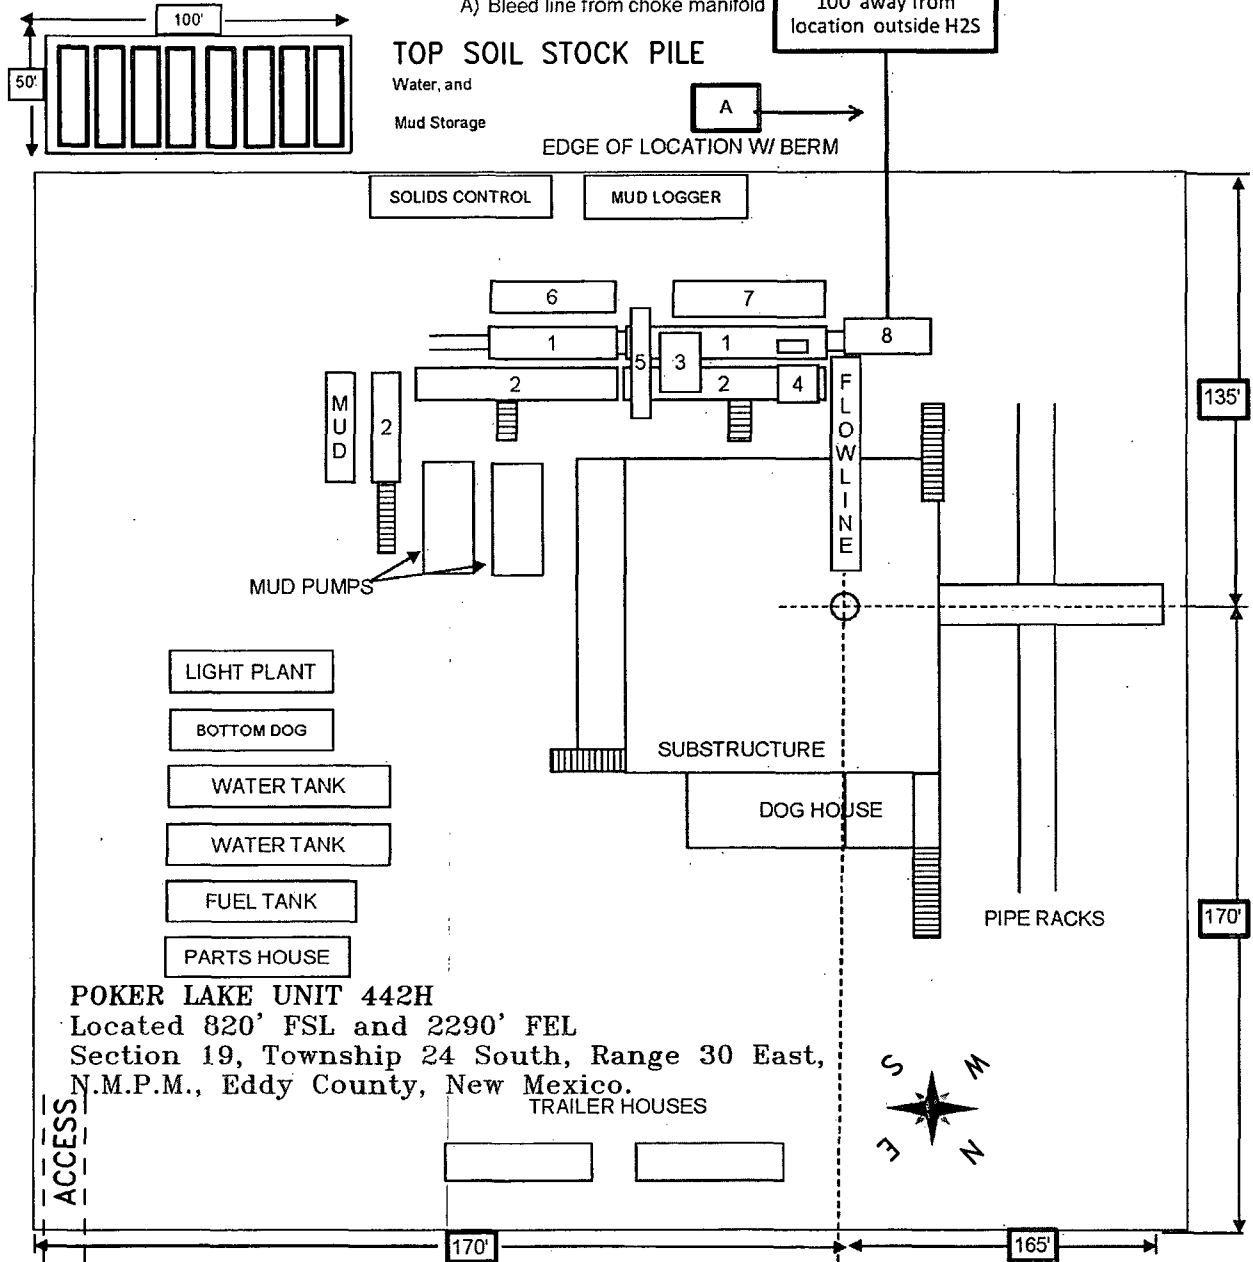 A) Bleed line from choke manifold
100' away from
location outside H2S
100'
50'
TOP SOIL STOCK PILE
Water, and
Mud Storage
A
EDGE OF LOCATION W/ BERM
SOLIDS CONTROL
MUD LOGGER
6
7
1
1
8
5
3
2
2
4
MUD
2
FLOWLINE
135'
MUD PUMPS
LIGHT PLANT
BOTTOM DOG
WATER TANK
WATER TANK
FUEL TANK
PARTS HOUSE
SUBSTRUCTURE
DOG HOUSE
PIPE RACKS
170'
POKER LAKE UNIT 442H
Located 820' FSL and 2290' FEL
Section 19, Township 24 South, Range 30 East,
N.M.P.M., Eddy County, New Mexico.
TRAILER HOUSES
ACCESS
S
W
E
N
170'
165'